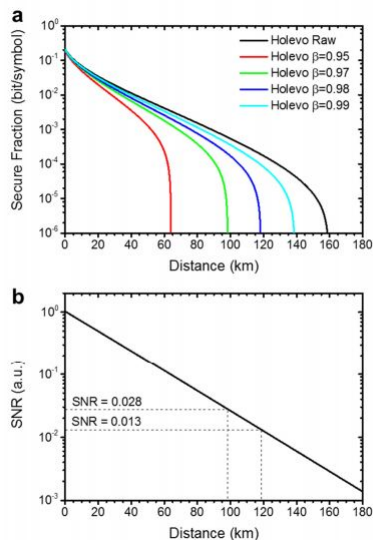 a
Secure Fraction (bit/symbol)
10^0
10^-1
10^-2
10^-3
10^-4
10^-5
10^-6
Holevo Raw
Holevo β=0.95
Holevo β=0.97
Holevo β=0.98
Holevo β=0.99
0 20 40 60 80 100 120 140 160 180
Distance (km)
b
SNR (a.u.)
10^0
10^-1
10^-2
10^-3
SNR = 0.028
SNR = 0.013
0 20 40 60 80 100 120 140 160 180
Distance (km)